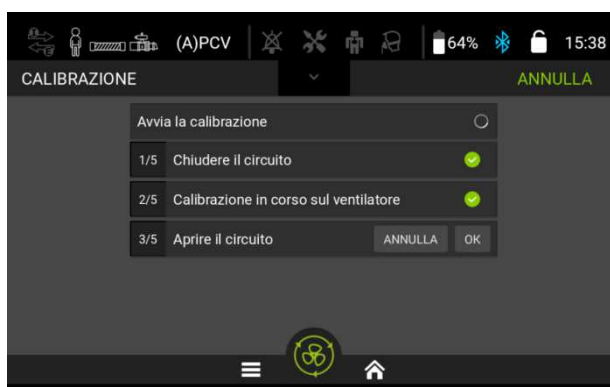 (A)PCV 64% 15:38
CALIBRAZIONE ANNULLA
Avvia la calibrazione
1/5 Chiudere il circuito
2/5 Calibrazione in corso sul ventilatore
3/5 Aprire il circuito ANNULLA OK